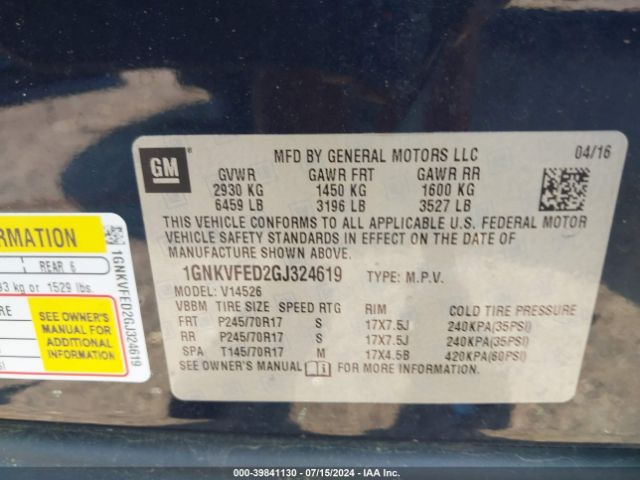 GM
MFD BY GENERAL MOTORS LLC 04/16
GVWR GAWR FRT GAWR RR
2930 KG 1450 KG 1600 KG
6459 LB 3196 LB 3527 LB
THIS VEHICLE CONFORMS TO ALL APPLICABLE U.S. FEDERAL MOTOR
VEHICLE SAFETY STANDARDS IN EFFECT ON THE DATE OF
MANUFACTURE SHOWN ABOVE.
1GNKVFED2GJ324619 TYPE: M.P.V.
MODEL: V14526
VBBM TIRE SIZE SPEED RTG RIM COLD TIRE PRESSURE
FRT P245/70R17 S 17X7.5J 240KPA(35PSI)
RR P245/70R17 S 17X7.5J 240KPA(35PSI)
SPA T145/70R17 M 17X4.5B 420KPA(60PSI)
SEE OWNER'S MANUAL FOR MORE INFORMATION.
REAR 6
kg or 1529 lbs.
SEE OWNER'S
MANUAL FOR
ADDITIONAL
INFORMATION
1GNKVFED2GJ324619
000-39841130 - 07/15/2024 - IAA Inc.